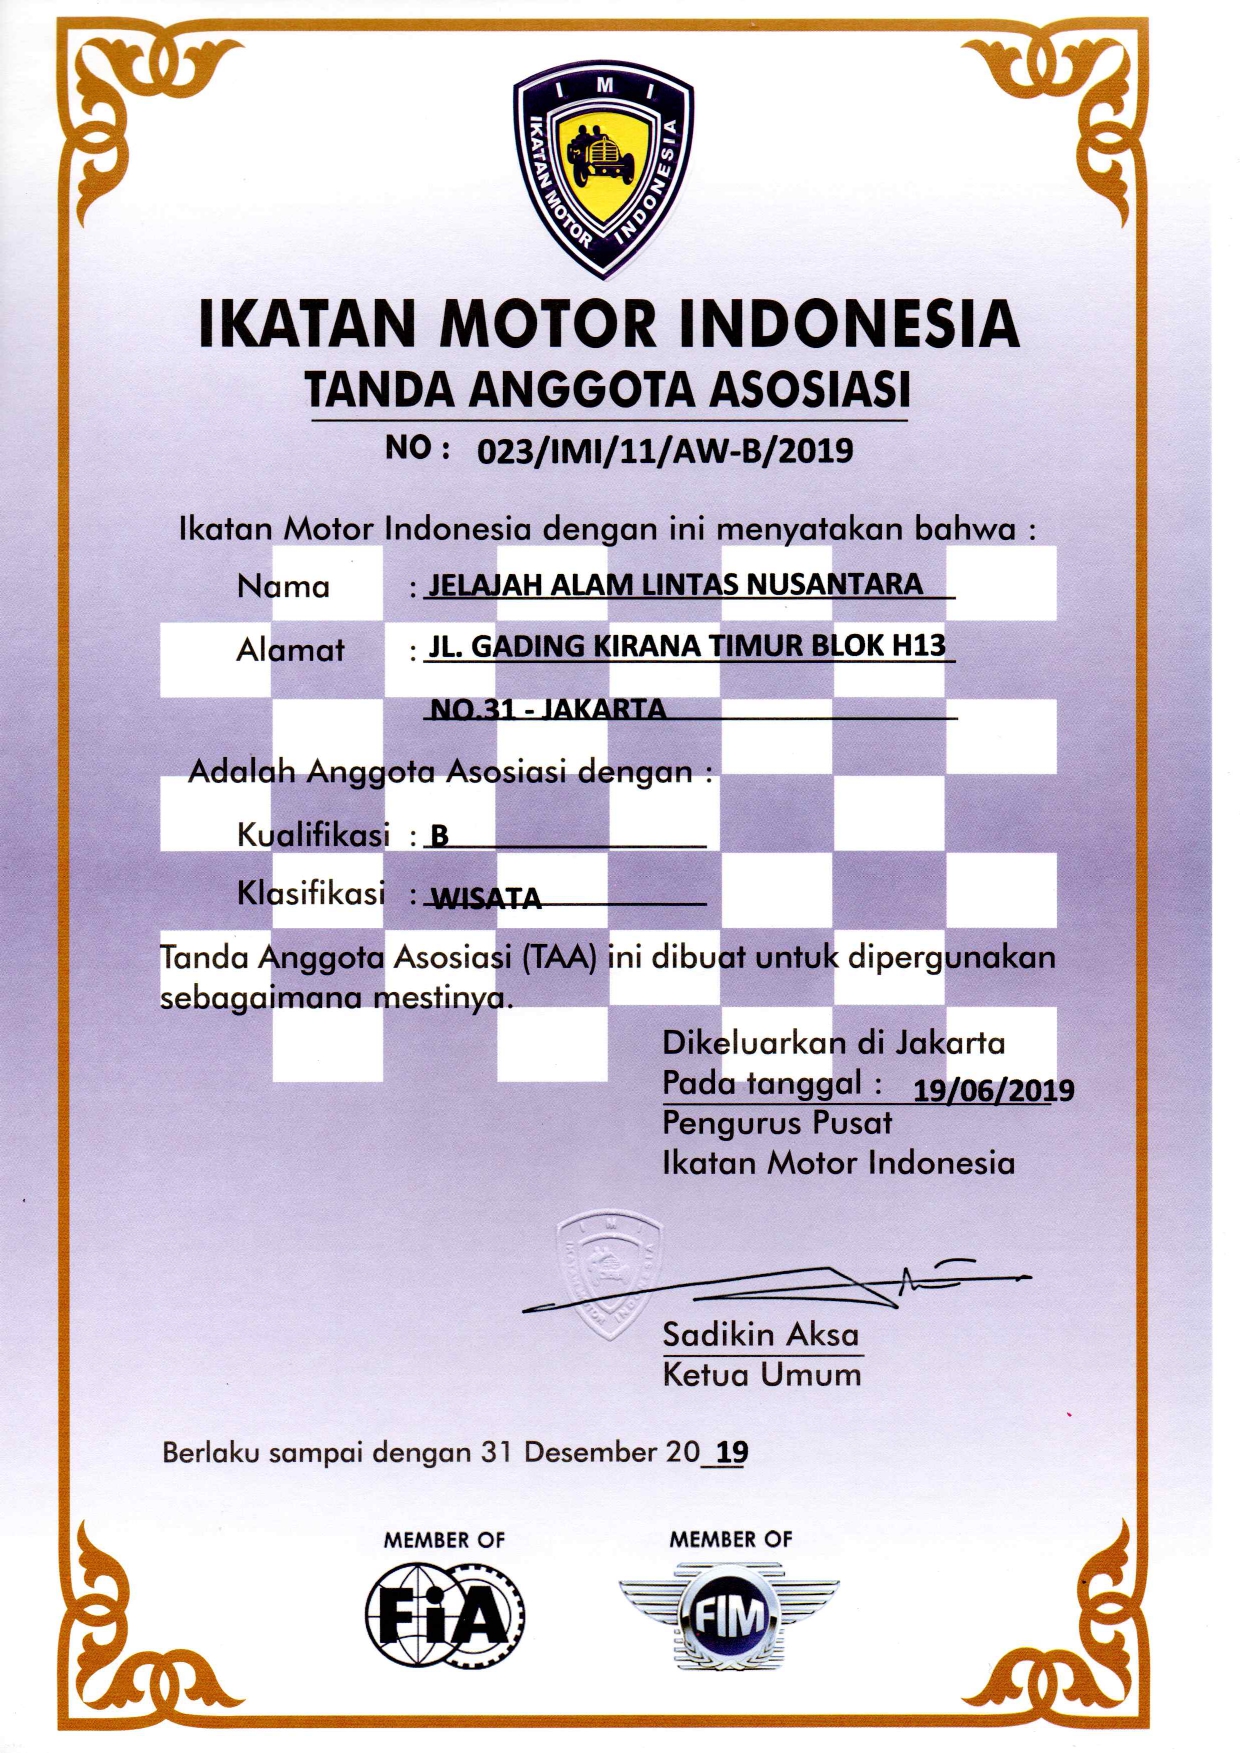 I M I
IKATAN MOTOR INDONESIA
IKATAN MOTOR INDONESIA
TANDA ANGGOTA ASOSIASI
NO : 023/IMI/11/AW-B/2019
Ikatan Motor Indonesia dengan ini menyatakan bahwa :
Nama : JELAJAH ALAM LINTAS NUSANTARA
Alamat : JL. GADING KIRANA TIMUR BLOK H13
NO.31 - JAKARTA
Adalah Anggota Asosiasi dengan :
Kualifikasi : B
Klasifikasi : WISATA
Tanda Anggota Asosiasi (TAA) ini dibuat untuk dipergunakan
sebagaimana mestinya.
Dikeluarkan di Jakarta
Pada tanggal : 19/06/2019
Pengurus Pusat
Ikatan Motor Indonesia
I M I
IKATAN MOTOR INDONESIA
Sadikin Aksa
Ketua Umum
Berlaku sampai dengan 31 Desember 20 19
MEMBER OF
FiA
MEMBER OF
FIM